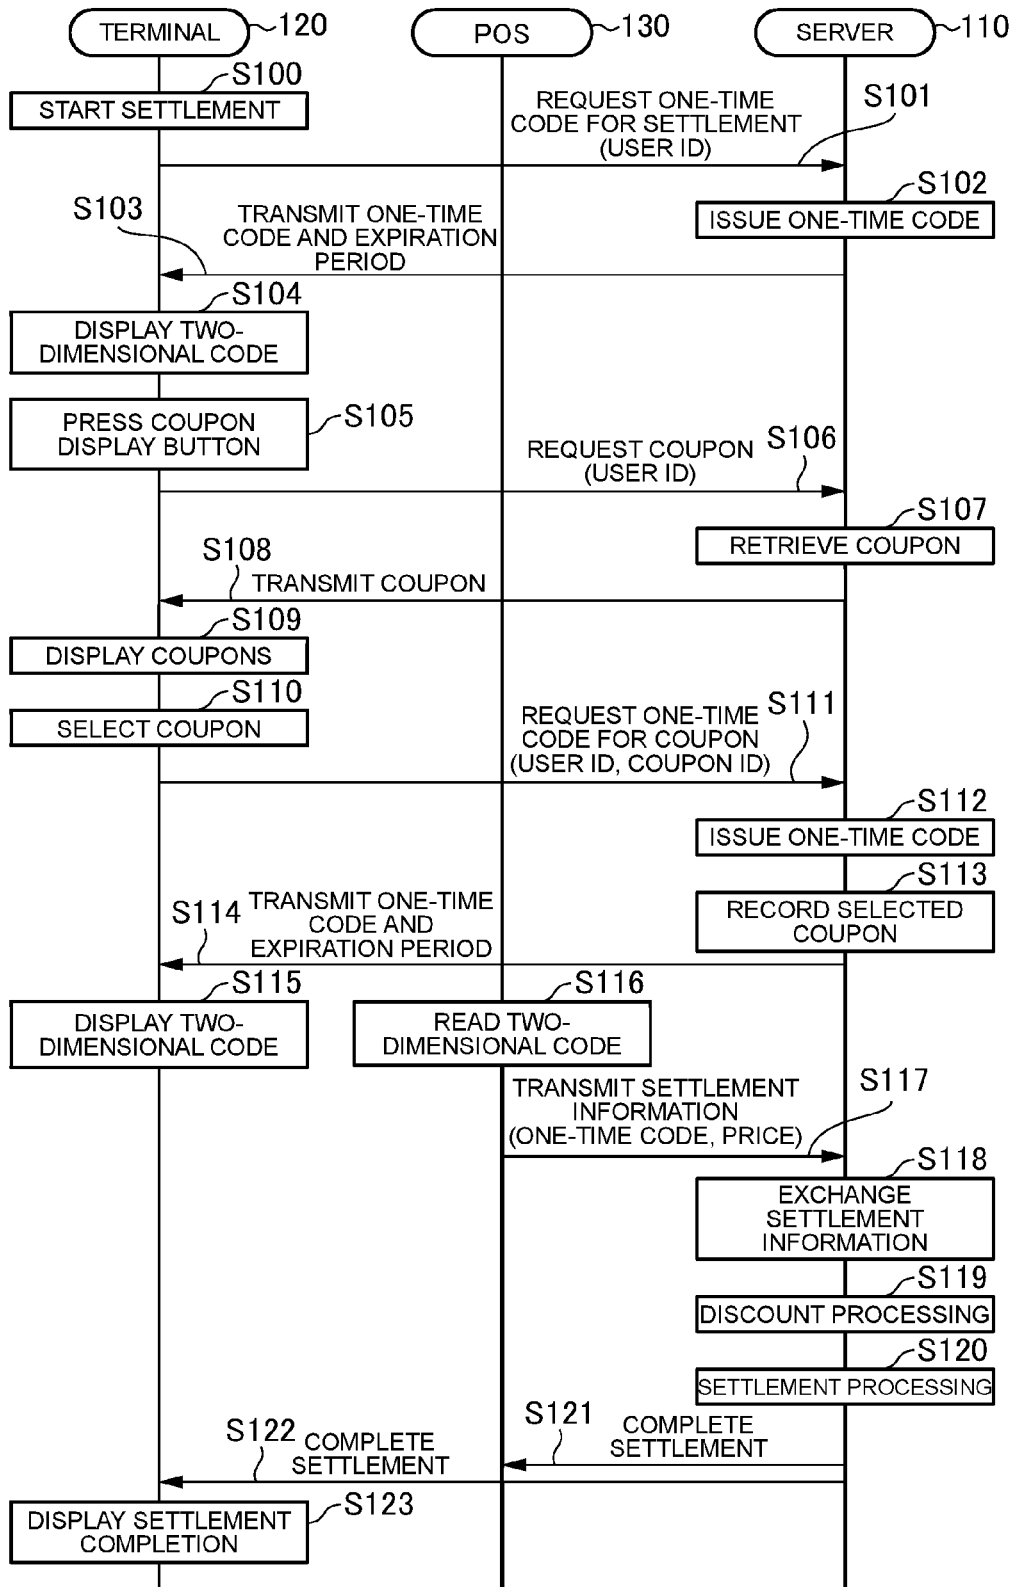 TERMINAL
120
POS
130
SERVER
110
S100
START SETTLEMENT
REQUEST ONE-TIME
CODE FOR SETTLEMENT
(USER ID)
S101
S102
ISSUE ONE-TIME CODE
S103
TRANSMIT ONE-TIME
CODE AND EXPIRATION
PERIOD
S104
DISPLAY TWO-
DIMENSIONAL CODE
PRESS COUPON
DISPLAY BUTTON
S105
REQUEST COUPON
(USER ID)
S106
S107
RETRIEVE COUPON
S108
TRANSMIT COUPON
S109
DISPLAY COUPONS
S110
SELECT COUPON
REQUEST ONE-TIME
CODE FOR COUPON
(USER ID, COUPON ID)
S111
S112
ISSUE ONE-TIME CODE
S113
RECORD SELECTED
COUPON
S114
TRANSMIT ONE-TIME
CODE AND
EXPIRATION PERIOD
S115
DISPLAY TWO-
DIMENSIONAL CODE
S116
READ TWO-
DIMENSIONAL CODE
TRANSMIT SETTLEMENT
INFORMATION
(ONE-TIME CODE, PRICE)
S117
S118
EXCHANGE
SETTLEMENT
INFORMATION
S119
DISCOUNT PROCESSING
S120
SETTLEMENT PROCESSING
S121
COMPLETE
SETTLEMENT
S122
COMPLETE
SETTLEMENT
S123
DISPLAY SETTLEMENT
COMPLETION